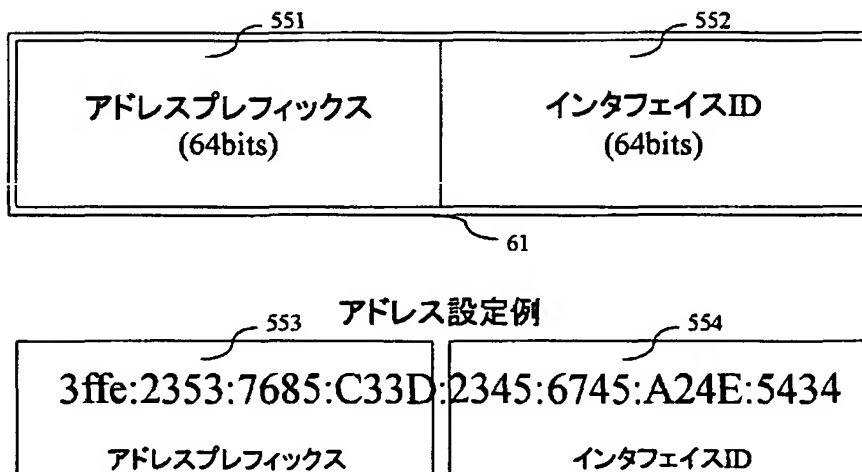 551 552
アドレスプレフィックス インタフェイスID
(64bits) (64bits)
61
アドレス設定例
553 554
3ffe:2353:7685:C33D:2345:6745:A24E:5434
アドレスプレフィックス インタフェイスID